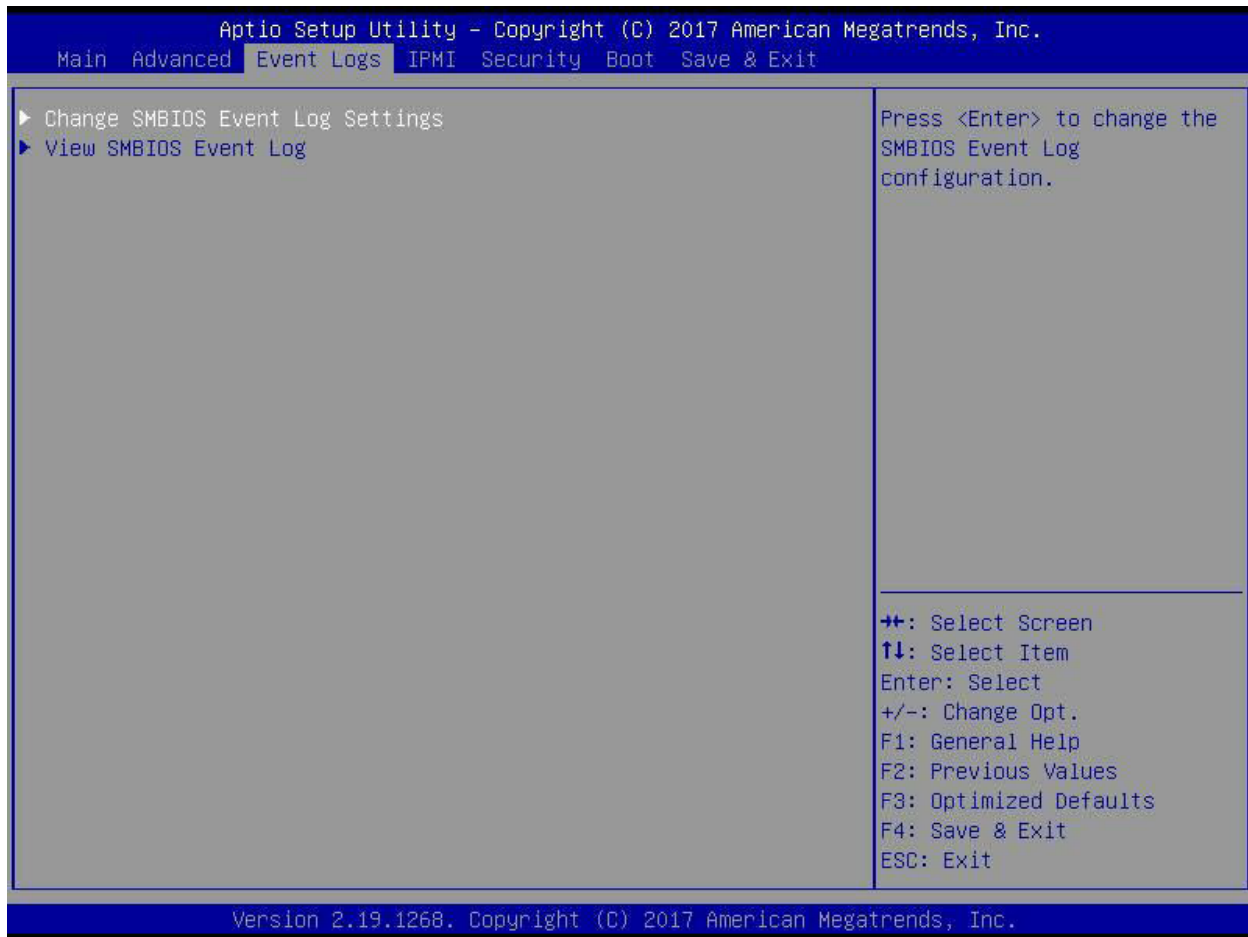 Aptio Setup Utility – Copyright (C) 2017 American Megatrends, Inc.
Main Advanced Event Logs IPMI Security Boot Save & Exit
▶ Change SMBIOS Event Log Settings
▶ View SMBIOS Event Log
Press <Enter> to change the
SMBIOS Event Log
configuration.
→←: Select Screen
↑↓: Select Item
Enter: Select
+/-: Change Opt.
F1: General Help
F2: Previous Values
F3: Optimized Defaults
F4: Save & Exit
ESC: Exit
Version 2.19.1268. Copyright (C) 2017 American Megatrends, Inc.